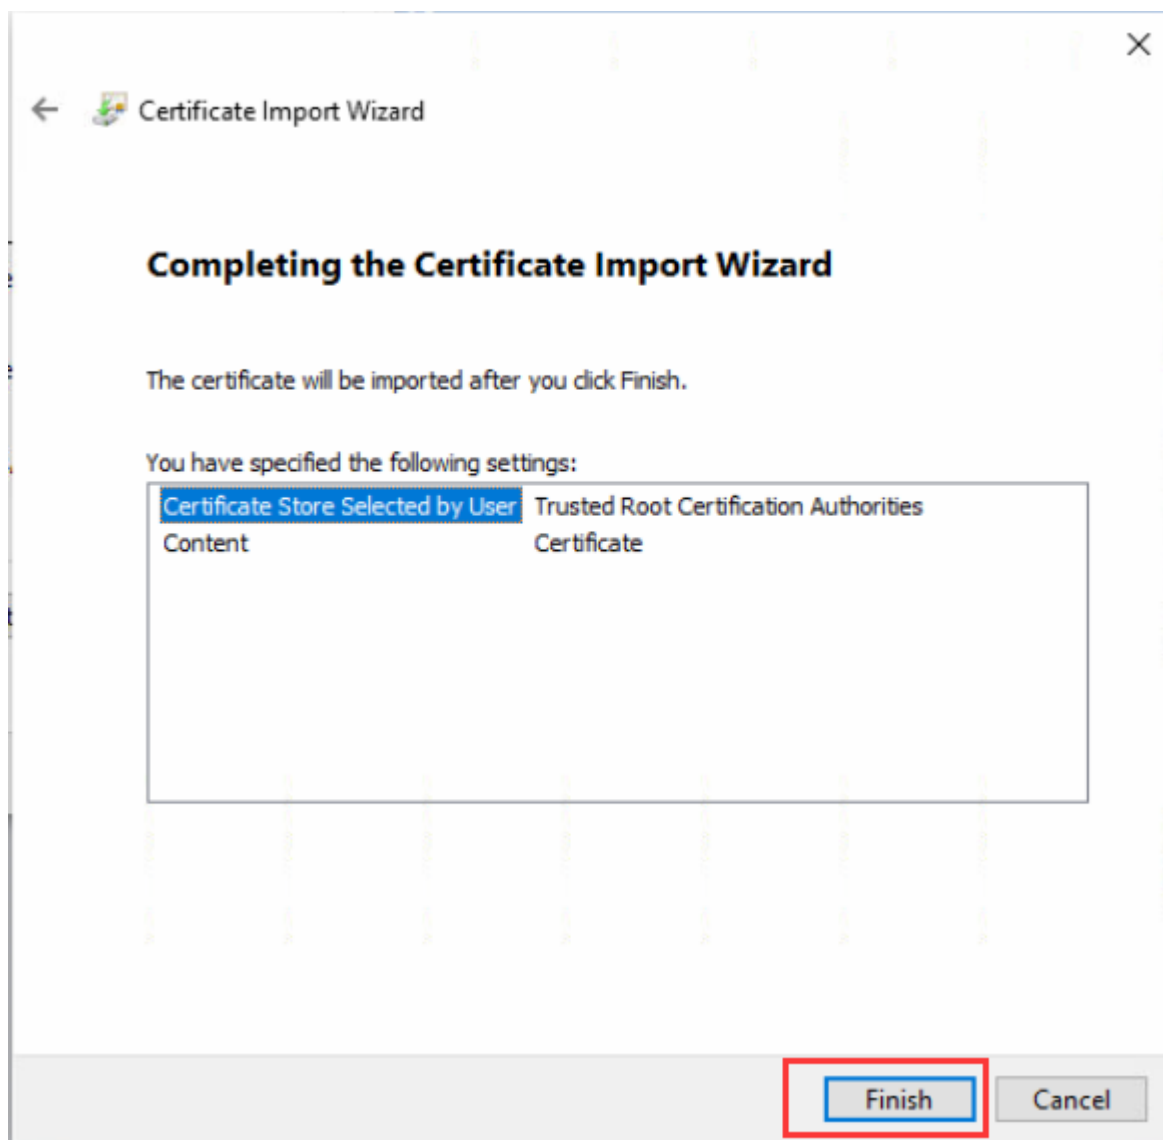 Certificate Import Wizard
Completing the Certificate Import Wizard
The certificate will be imported after you click Finish.
You have specified the following settings:
Certificate Store Selected by User Trusted Root Certification Authorities
Content Certificate
Finish Cancel